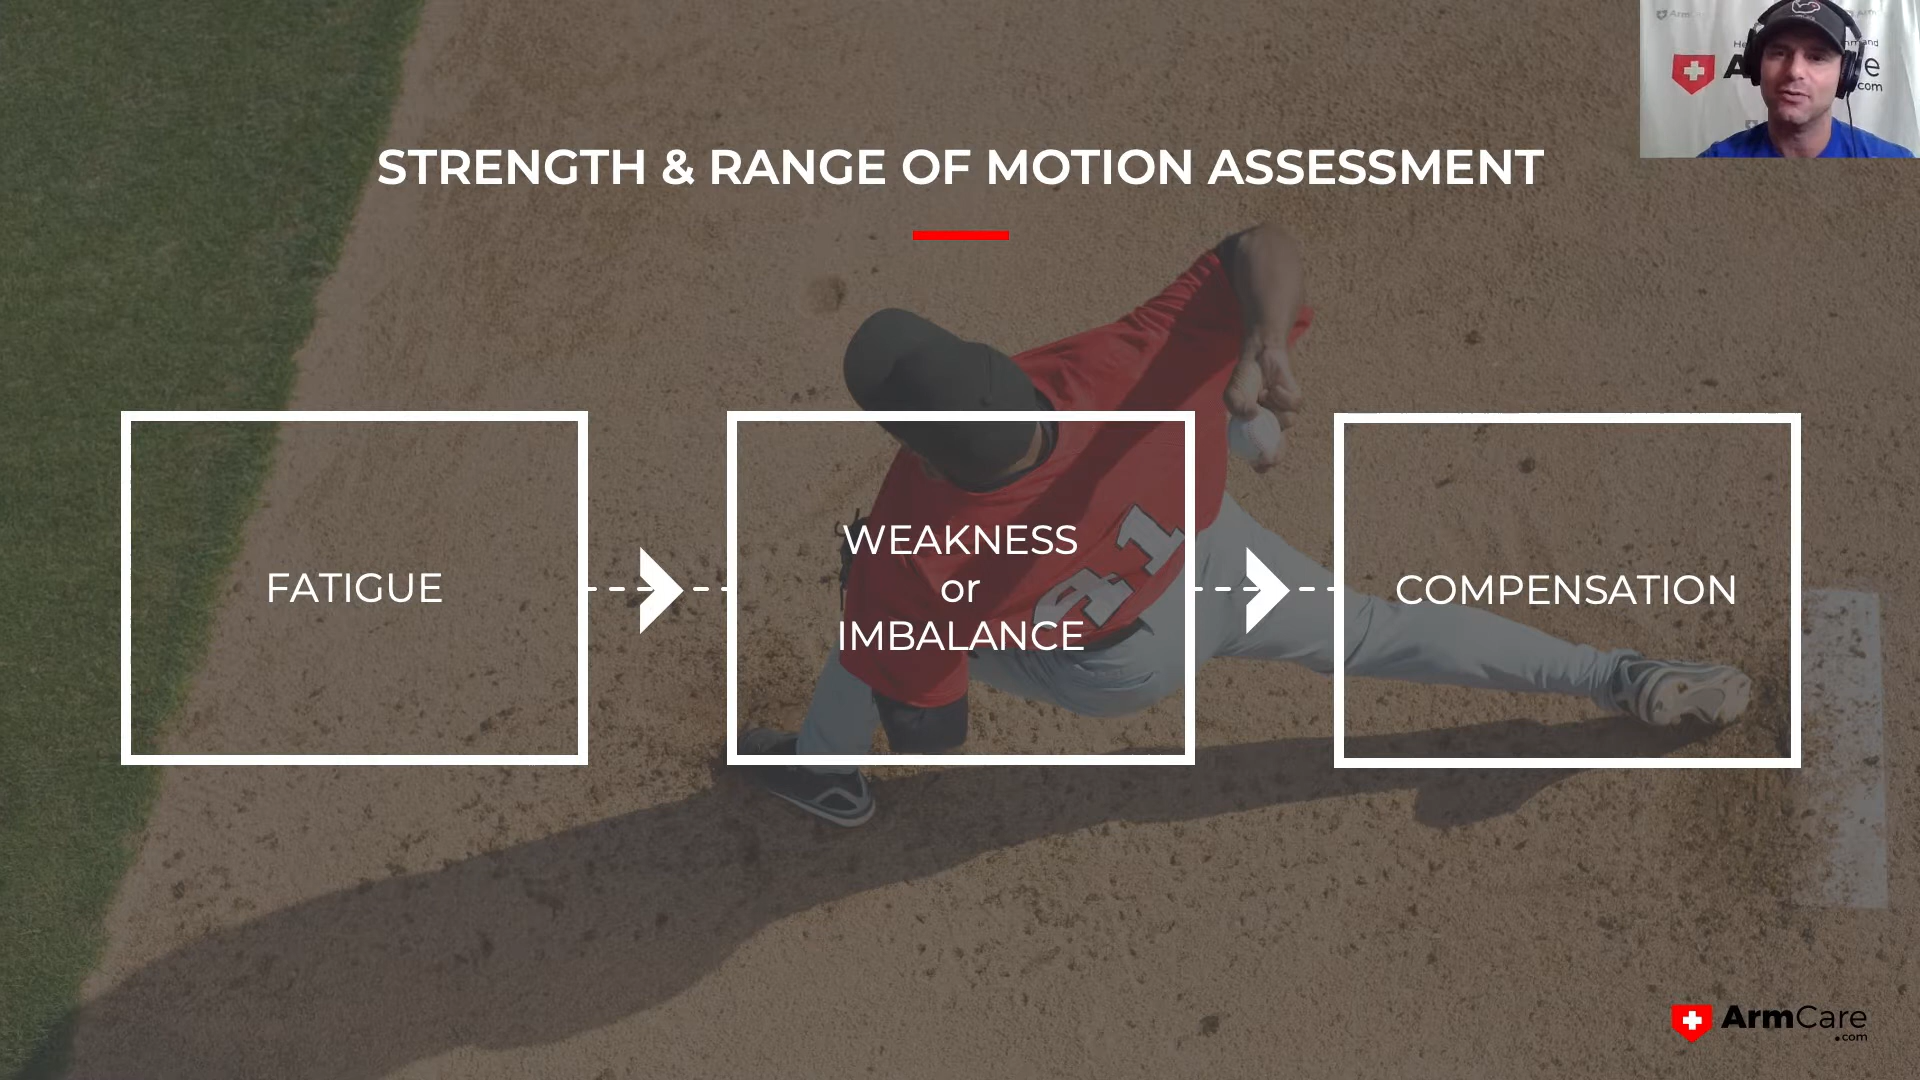 STRENGTH & RANGE OF MOTION ASSESSMENT
FATIGUE
WEAKNESS
or
IMBALANCE
COMPENSATION
41
ArmCare
.com